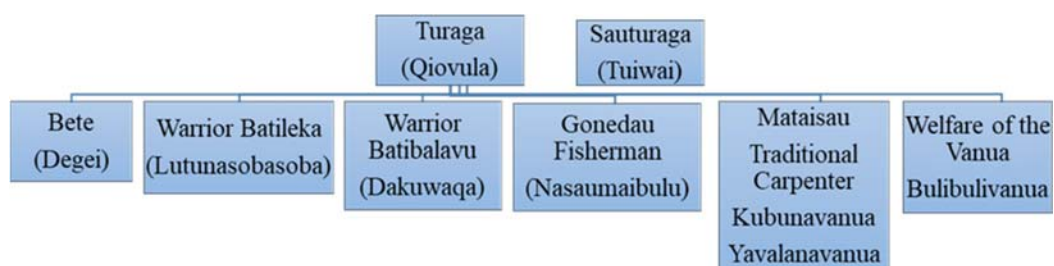 Turaga
(Qiovula)
Sauturaga
(Tuiwai)
Bete
(Degei)
Warrior Batileka
(Lutunasobasoba)
Warrior
Batibalavu
(Dakuwaqa)
Gonedau
Fisherman
(Nasaumaibulu)
Mataisau
Traditional
Carpenter
Kubunavanua
Yavalanavanua
Welfare of the
Vanua
Bulibulivanua